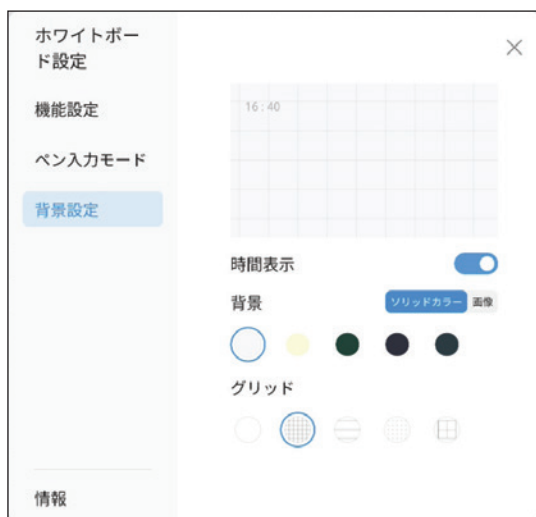 ホワイトボー
ド設定
機能設定
ペン入力モード
背景設定
情報
16:40
時間表示
背景
ソリッドカラー 画像
グリッド